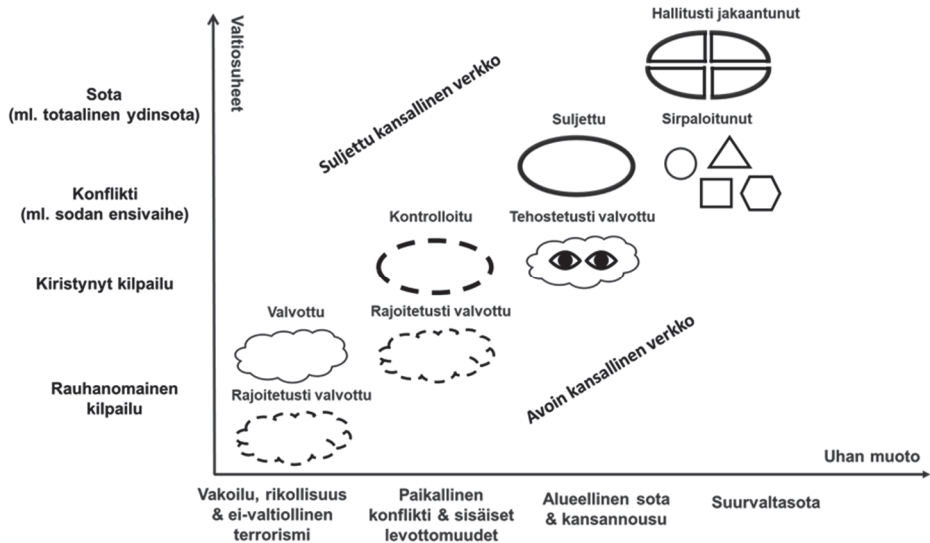 Valtiosuheet
Hallitusti jakaantunut
Sota
(ml. totaalinen ydinsota)
Suljettu kansallinen verkko
Suljettu
Sirpaloitunut
Konflikti
(ml. sodan ensivaihe)
Kontrolloitu
Tehostetusti valvottu
Kiristynyt kilpailu
Valvottu
Rajoitetusti valvottu
Avoin kansallinen verkko
Rauhanomainen
kilpailu
Rajoitetusti valvottu
Uhan muoto
Vakoilu, rikollisuus
& ei-valtiollinen
terrorismi
Paikallinen
konflikti & sisäiset
levottomuudet
Alueellinen sota
& kansannousu
Suurvaltasota